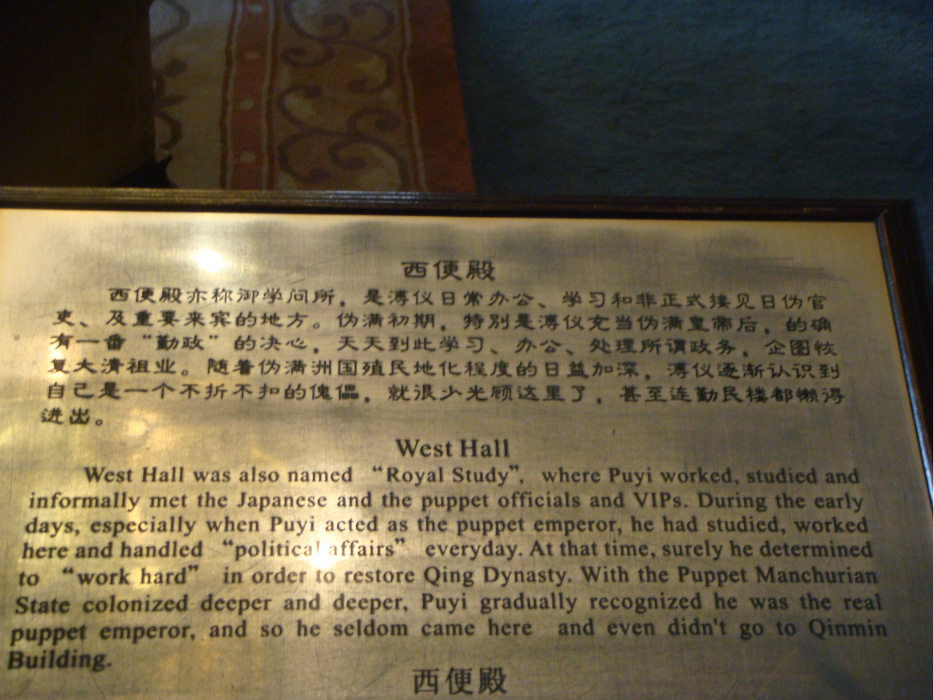 西便殿
西便殿亦称御学问所，是溥仪日常办公、学习和非正式接见日伪官
吏、及重要来宾的地方。伪满初期，特别是溥仪充当伪满皇帝后，的确
有一番“勤政”的决心，天天到此学习、办公、处理所谓政务，企图恢
复大清祖业。随着伪满洲国殖民地化程度的日益加深，溥仪逐渐认识到
自己是一个不折不扣的傀儡，就很少光顾这里了，甚至连勤民楼都懒得
进出。
West Hall
West Hall was also named “Royal Study”, where Puyi worked, studied and
informally met the Japanese and the puppet officials and VIPs. During the early
days, especially when Puyi acted as the puppet emperor, he had studied, worked
here and handled “political affairs” everyday. At that time, surely he determined
to “work hard” in order to restore Qing Dynasty. With the Puppet Manchurian
State colonized deeper and deeper, Puyi gradually recognized he was the real
puppet emperor, and so he seldom came here and even didn't go to Qinmin
Building.
西便殿